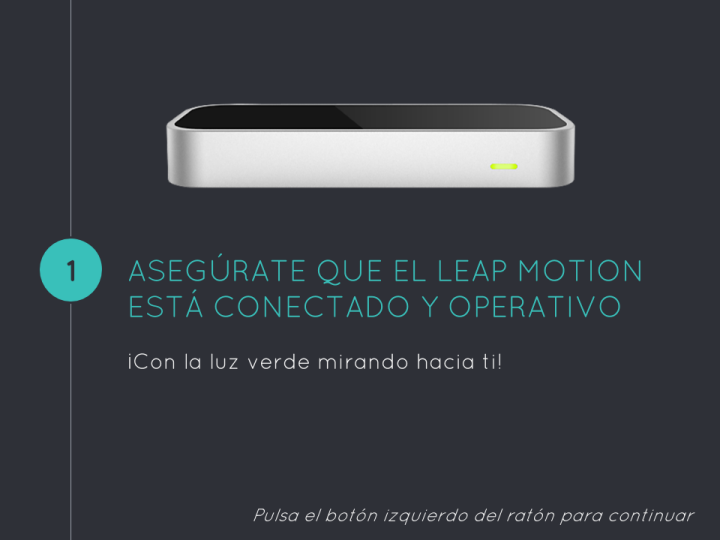 1
ASEGÚRATE QUE EL LEAP MOTION
ESTÁ CONECTADO Y OPERATIVO
¡Con la luz verde mirando hacia ti!
Pulsa el botón izquierdo del ratón para continuar